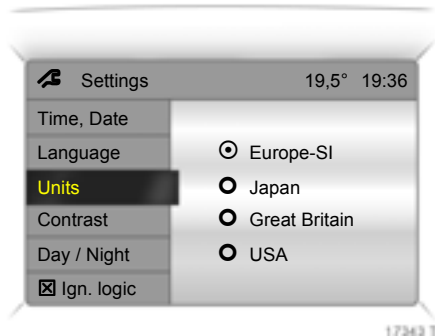 Settings 19,5° 19:36
Time, Date
Language
Units
Contrast
Day / Night
Ign. logic
Europe-SI
Japan
Great Britain
USA
17343 T